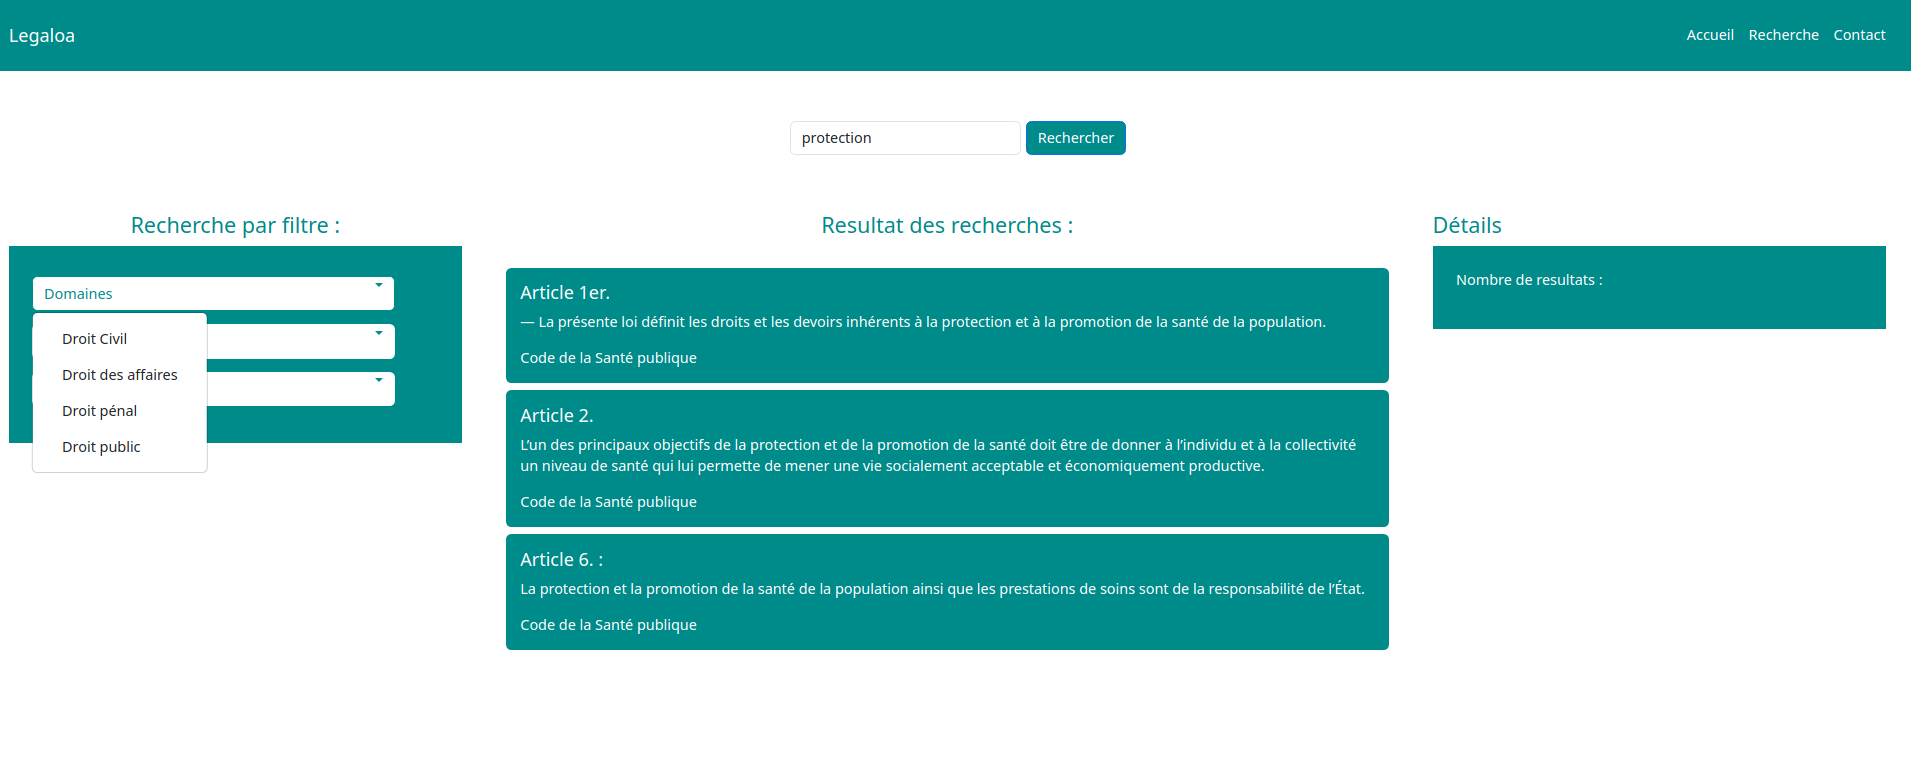 Legaloa
Accueil Recherche Contact
protection
Rechercher
Recherche par filtre :
Domaines
Droit Civil
Droit des affaires
Droit pénal
Droit public
Resultat des recherches :
Article 1er.
— La présente loi définit les droits et les devoirs inhérents à la protection et à la promotion de la santé de la population.
Code de la Santé publique
Article 2.
L’un des principaux objectifs de la protection et de la promotion de la santé doit être de donner à l’individu et à la collectivité
un niveau de santé qui lui permette de mener une vie socialement acceptable et économiquement productive.
Code de la Santé publique
Article 6. :
La protection et la promotion de la santé de la population ainsi que les prestations de soins sont de la responsabilité de l’État.
Code de la Santé publique
Détails
Nombre de resultats :